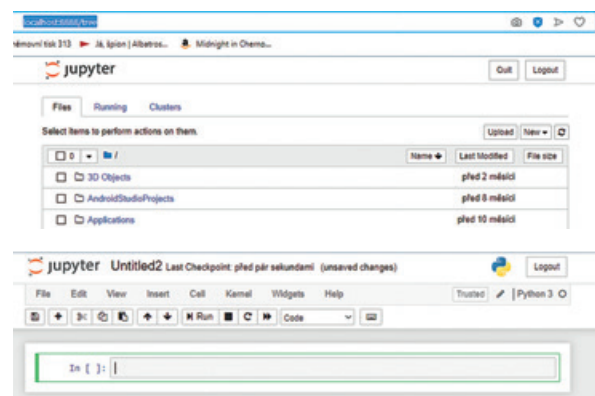 localhost:8888/tree
němovní tisk 313 Já, špion | Albatros... Midnight in Cherno...
jupyter Quit Logout
Files Running Clusters
Select items to perform actions on them. Upload New
0 / Name Last Modified File size
3D Objects před 2 měsíci
AndroidStudioProjects před 8 měsíci
Applications před 10 měsíci
jupyter Untitled2 Last Checkpoint: před pár sekundami (unsaved changes) Logout
File Edit View Insert Cell Kernel Widgets Help Trusted Python 3
Run Code
In [ ]: